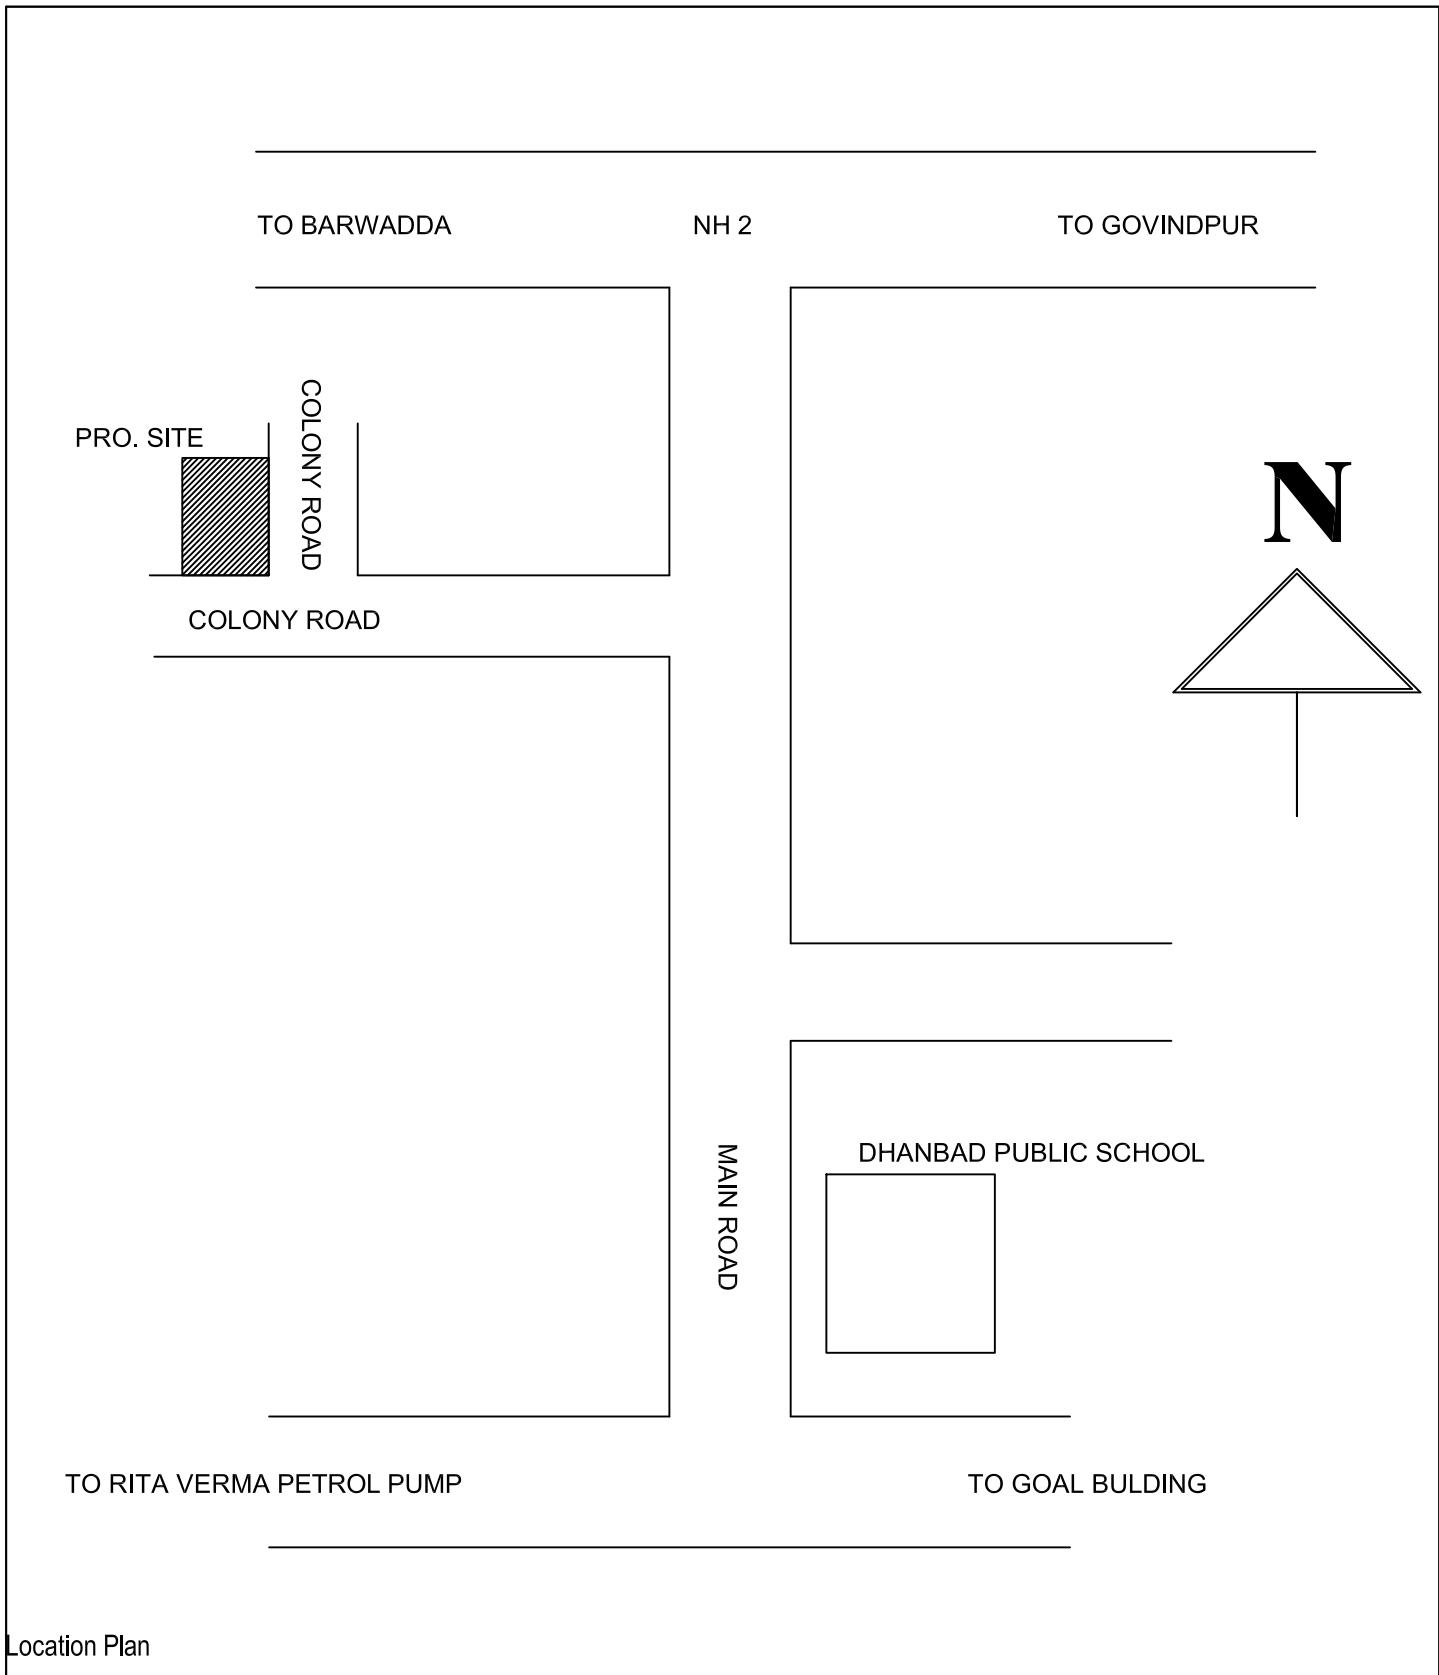 TO BARWADDA NH 2 TO GOVINDPUR
COLONY ROAD
PRO. SITE
N
COLONY ROAD
DHANBAD PUBLIC SCHOOL
MAIN ROAD
TO RITA VERMA PETROL PUMP TO GOAL BULDING
Location Plan